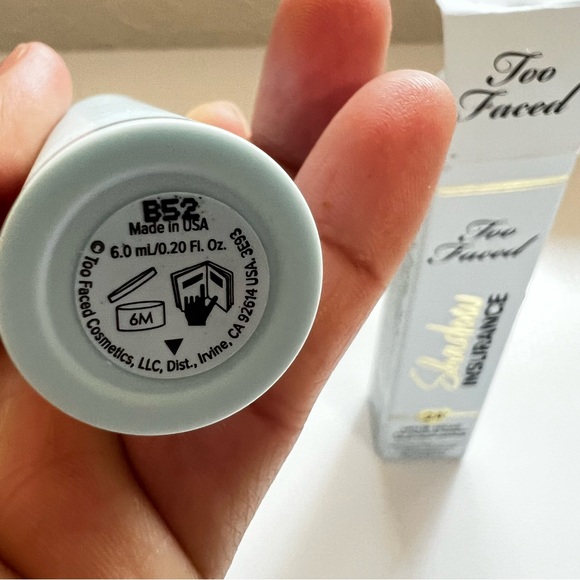 B52
Made in USA
6.0 mL/0.20 Fl. Oz.
© Too Faced Cosmetics, LLC, Dist., Irvine, CA 92614 USA. 3E93
6M
Too
Faced
Too
Faced
Shadow
INSURANCE